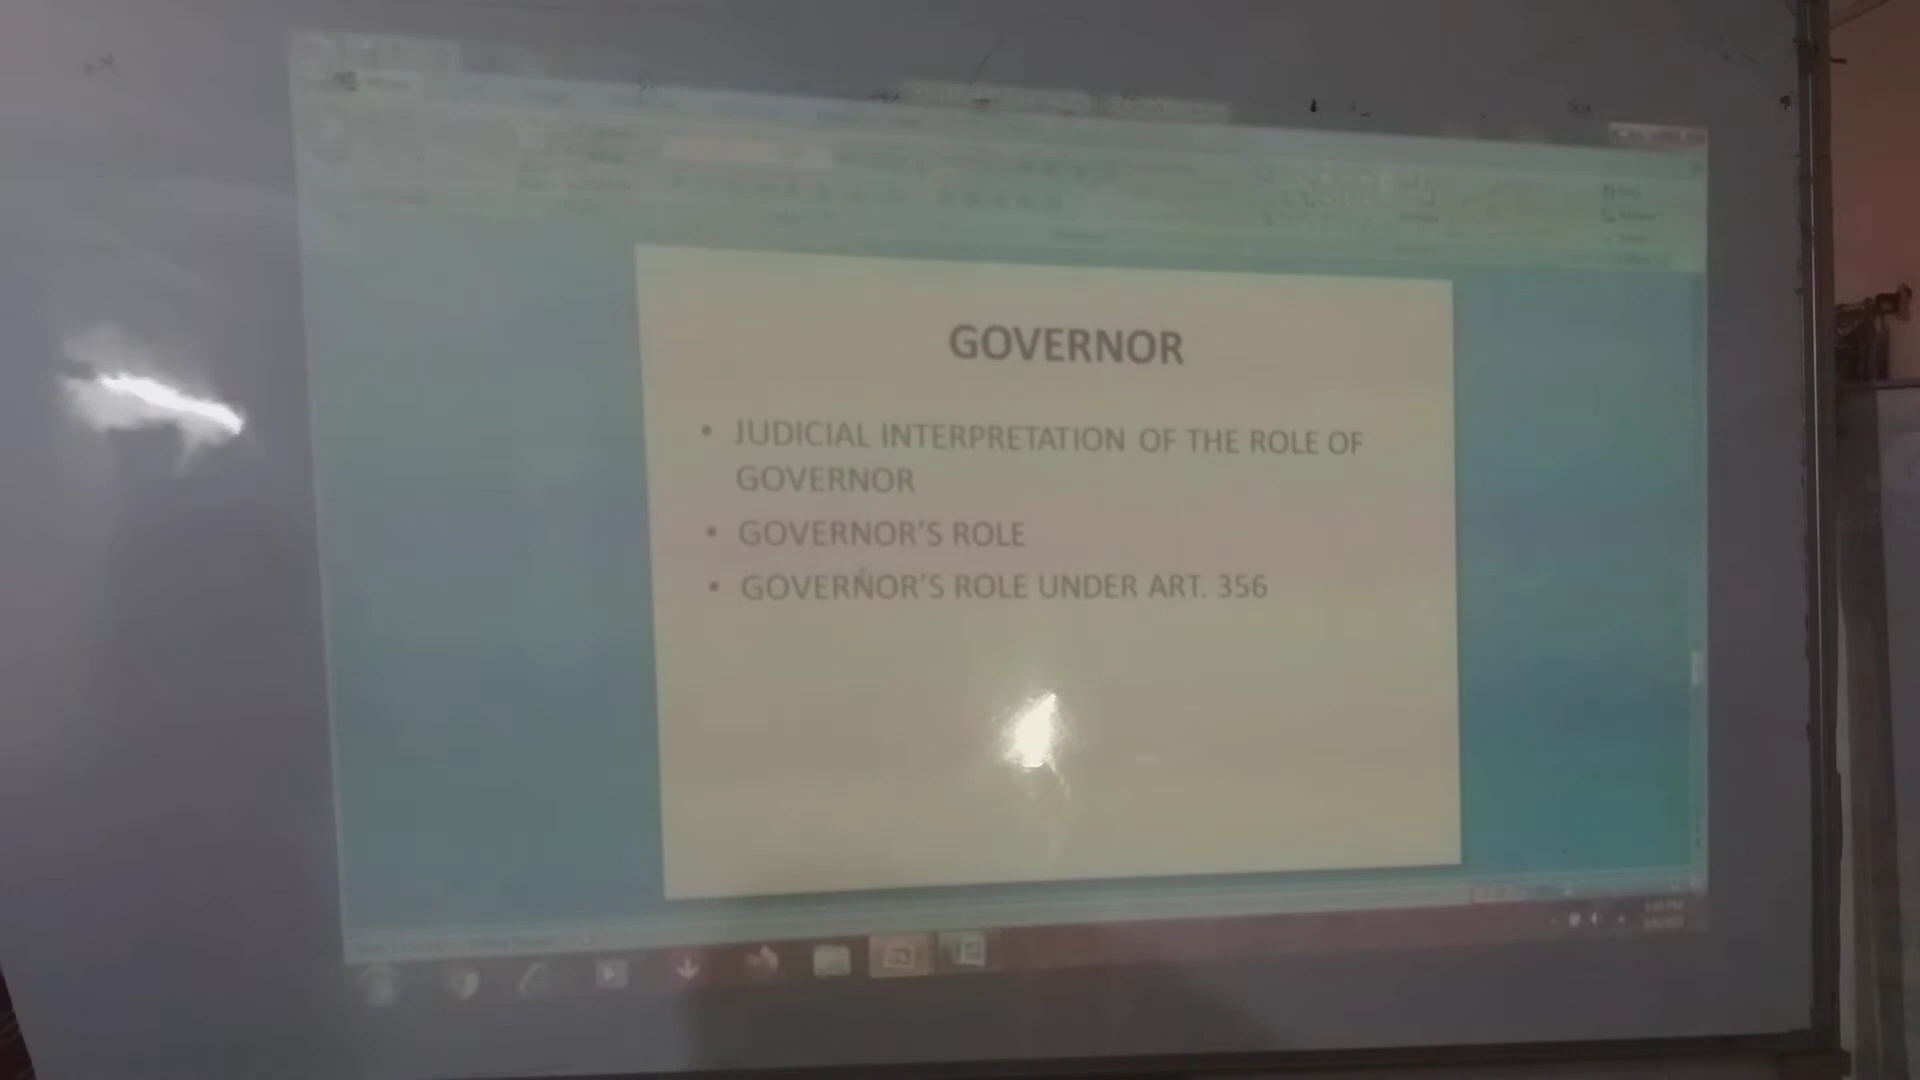 GOVERNOR
• JUDICIAL INTERPRETATION OF THE ROLE OF
GOVERNOR
• GOVERNOR'S ROLE
• GOVERNOR'S ROLE UNDER ART. 356